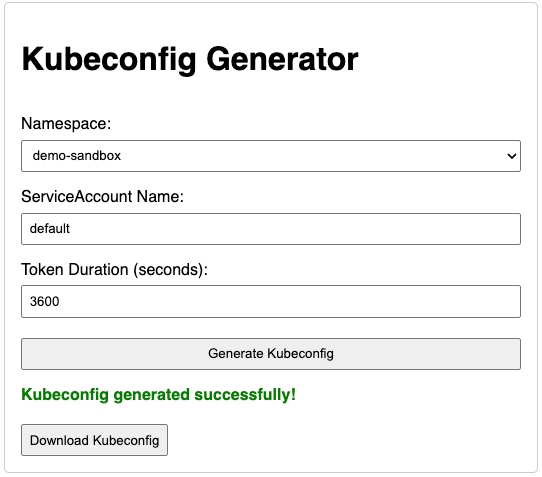 Kubeconfig Generator
Namespace:
demo-sandbox
ServiceAccount Name:
default
Token Duration (seconds):
3600
Generate Kubeconfig
Kubeconfig generated successfully!
Download Kubeconfig